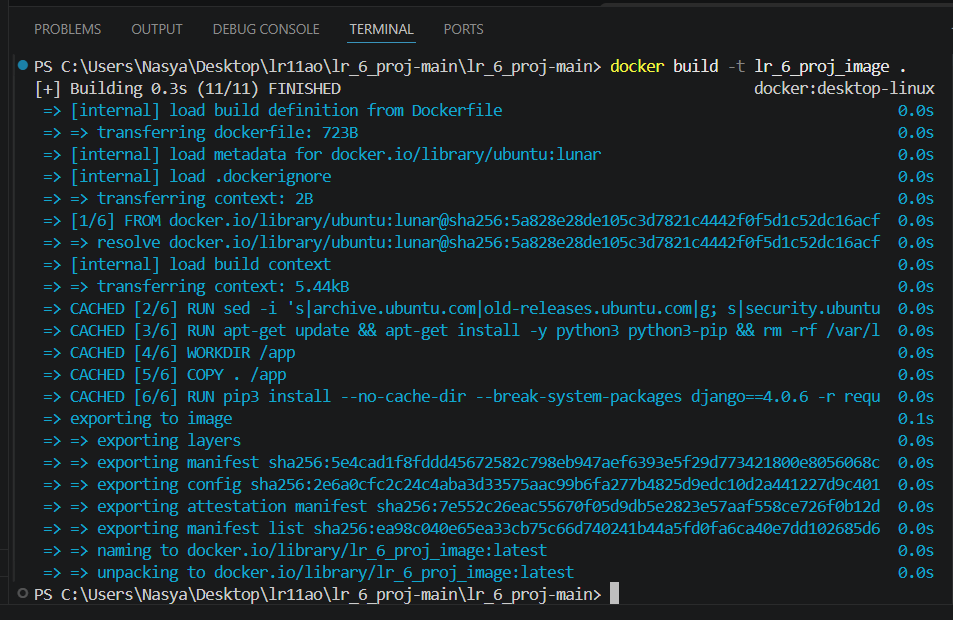 PROBLEMS OUTPUT DEBUG CONSOLE TERMINAL PORTS
PS C:\Users\Nasya\Desktop\lr11ao\lr_6_proj-main\lr_6_proj-main> docker build -t lr_6_proj_image .
[+] Building 0.3s (11/11) FINISHED docker:desktop-linux
=> [internal] load build definition from Dockerfile 0.0s
=> => transferring dockerfile: 723B 0.0s
=> [internal] load metadata for docker.io/library/ubuntu:lunar 0.0s
=> [internal] load .dockerignore 0.0s
=> => transferring context: 2B 0.0s
=> [1/6] FROM docker.io/library/ubuntu:lunar@sha256:5a828e28de105c3d7821c4442f0f5d1c52dc16acf 0.0s
=> => resolve docker.io/library/ubuntu:lunar@sha256:5a828e28de105c3d7821c4442f0f5d1c52dc16acf 0.0s
=> [internal] load build context 0.0s
=> => transferring context: 5.44kB 0.0s
=> CACHED [2/6] RUN sed -i 's|archive.ubuntu.com|old-releases.ubuntu.com|g; s|security.ubuntu 0.0s
=> CACHED [3/6] RUN apt-get update && apt-get install -y python3 python3-pip && rm -rf /var/l 0.0s
=> CACHED [4/6] WORKDIR /app 0.0s
=> CACHED [5/6] COPY . /app 0.0s
=> CACHED [6/6] RUN pip3 install --no-cache-dir --break-system-packages django==4.0.6 -r requ 0.0s
=> exporting to image 0.1s
=> => exporting layers 0.0s
=> => exporting manifest sha256:5e4cad1f8fddd45672582c798eb947aef6393e5f29d773421800e8056068c 0.0s
=> => exporting config sha256:2e6a0cfc2c24c4aba3d33575aac99b6fa277b4825d9edc10d2a441227d9c401 0.0s
=> => exporting attestation manifest sha256:7e552c26eac55670f05d9db5e2823e57aaf558ce726f0b12d 0.0s
=> => exporting manifest list sha256:ea98c040e65ea33cb75c66d740241b44a5fd0fa6ca40e7dd102685d6 0.0s
=> => naming to docker.io/library/lr_6_proj_image:latest 0.0s
=> => unpacking to docker.io/library/lr_6_proj_image:latest 0.0s
PS C:\Users\Nasya\Desktop\lr11ao\lr_6_proj-main\lr_6_proj-main>